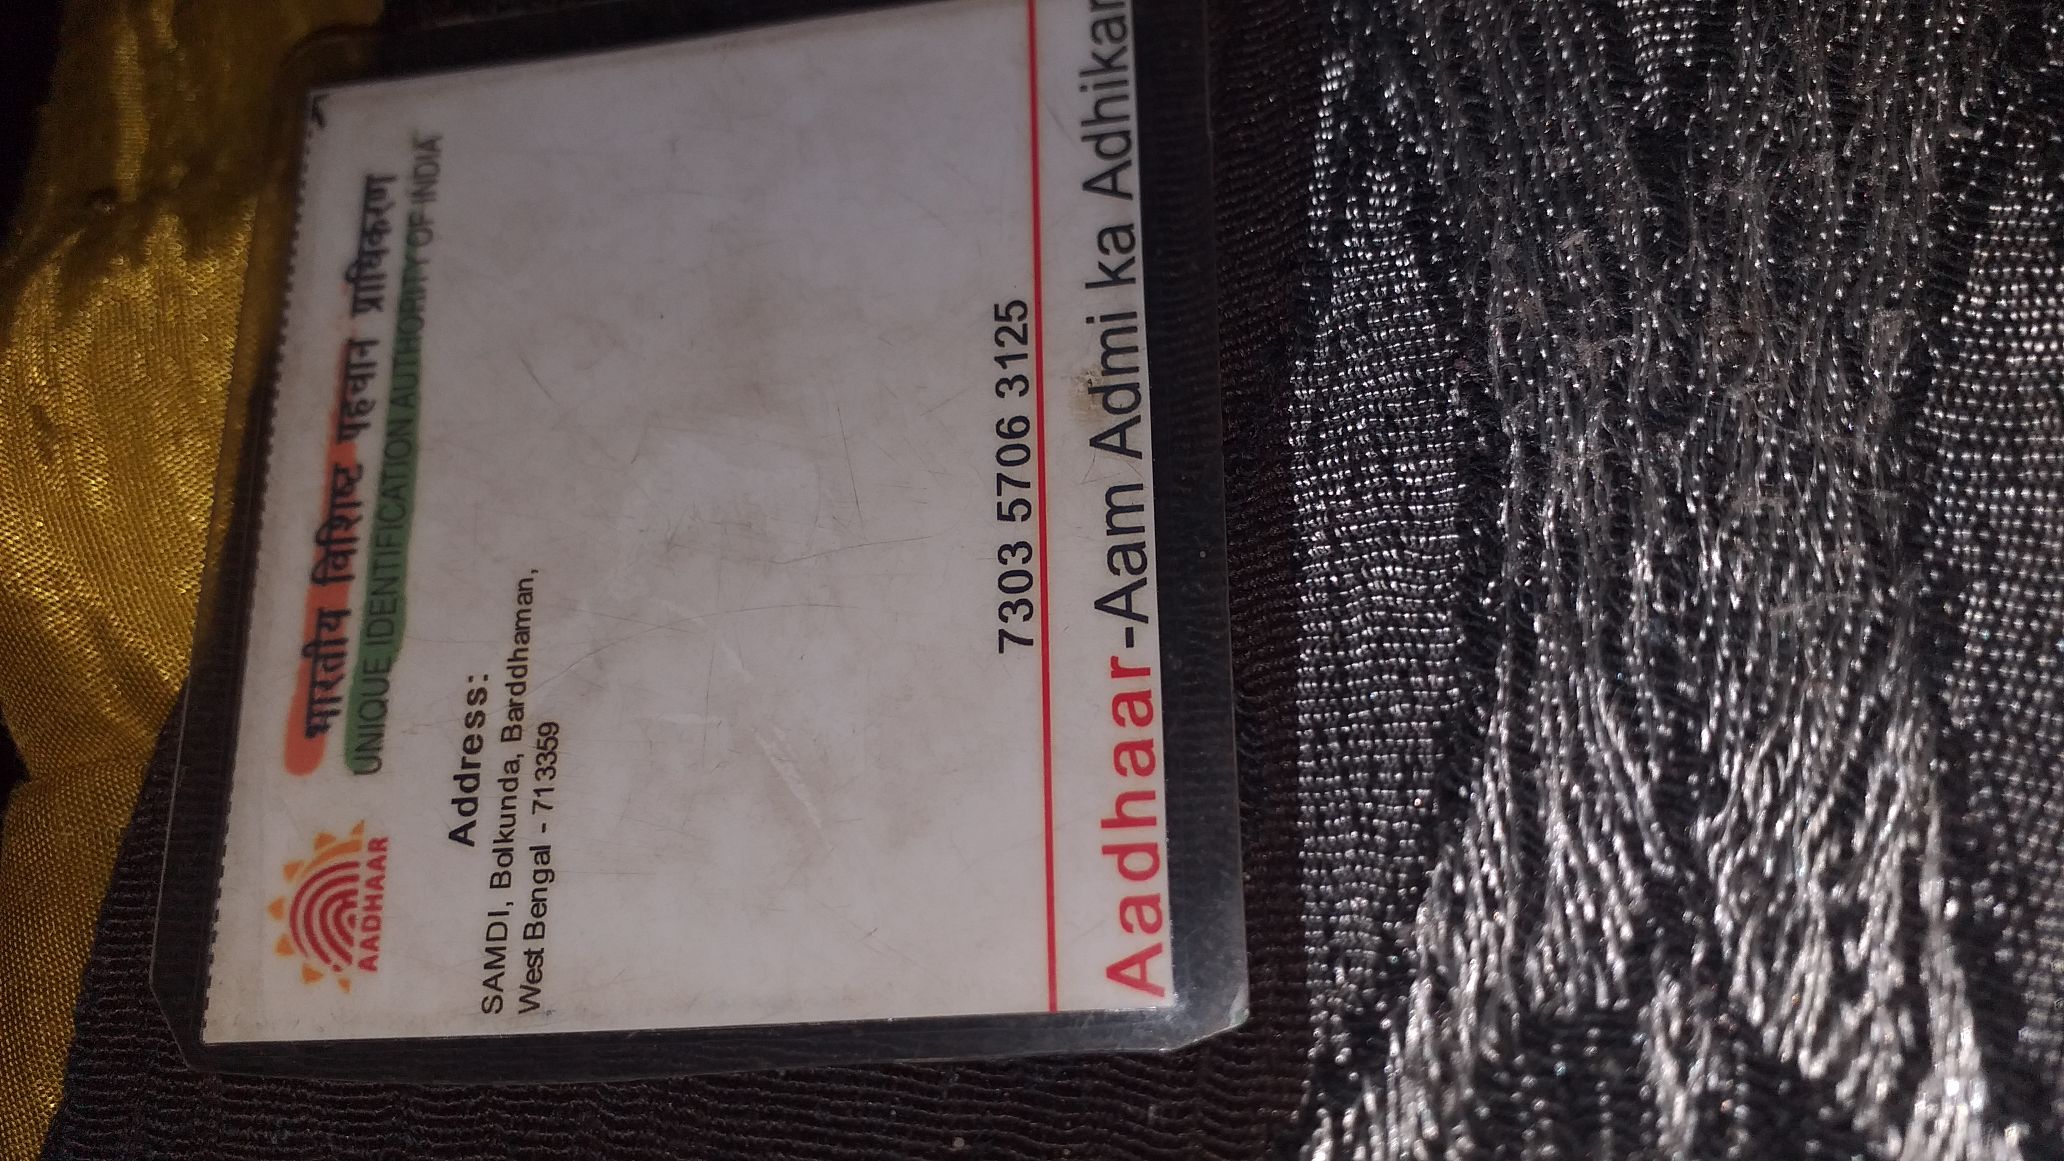 भारतीय विशिष्ट पहचान प्राधिकरण
UNIQUE IDENTIFICATION AUTHORITY OF INDIA
AADHAAR
Address:
SAMDI, Bolkunda, Barddhaman,
West Bengal - 713359
7303 5706 3125
Aadhaar-Aam Admi ka Adhikar